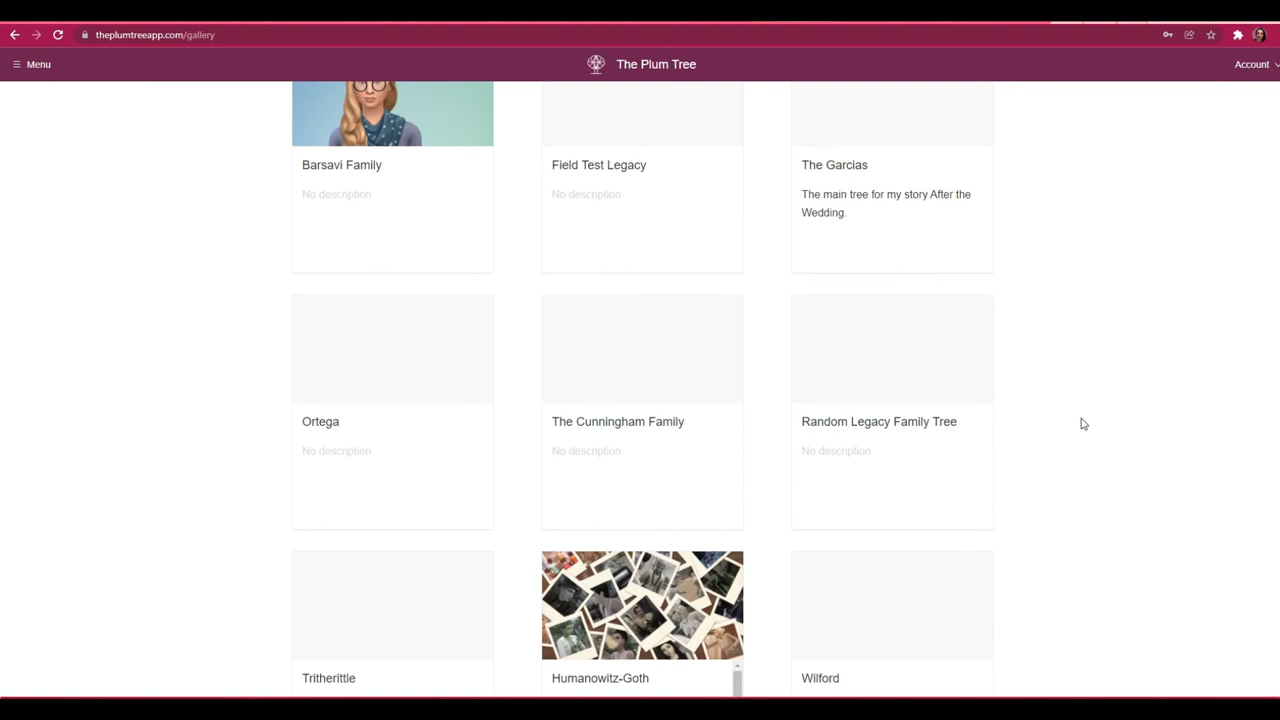 theplumtreeapp.com/gallery
Menu
The Plum Tree
Account
Barsavi Family
No description
Field Test Legacy
No description
The Garcias
The main tree for my story After the
Wedding.
Ortega
No description
The Cunningham Family
No description
Random Legacy Family Tree
No description
Tritherittle
Humanowitz-Goth
Wilford